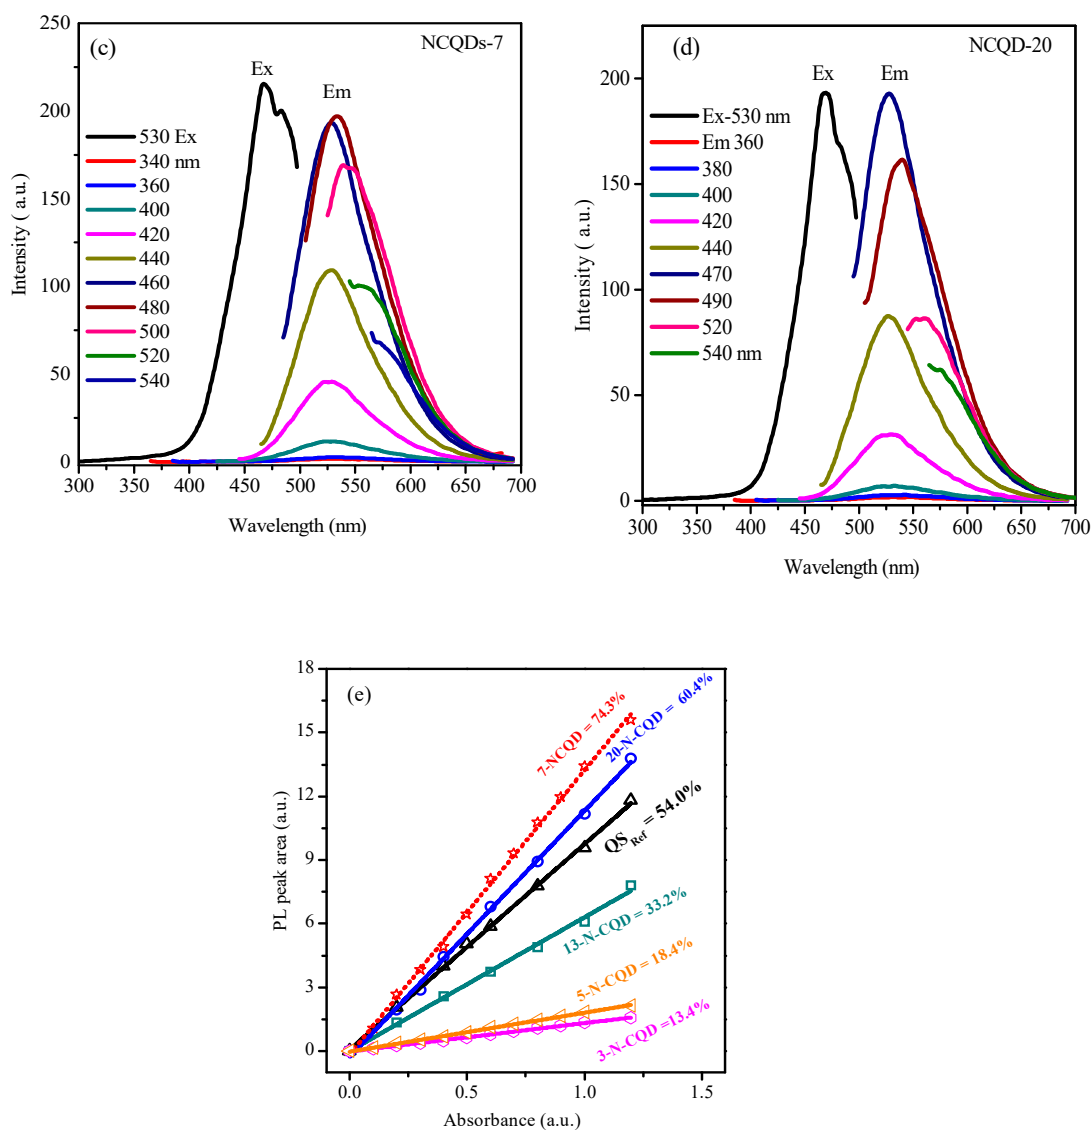 (c)
NCQDs-7
Ex
Em
530 Ex
340 nm
360
400
420
440
460
480
500
520
540
250
200
150
100
50
0
300 350 400 450 500 550 600 650 700
Intensity ( a.u.)
Wavelength (nm)
(d)
NCQD-20
Ex
Em
Ex-530 nm
Em 360
380
400
420
440
470
490
520
540 nm
200
150
100
50
0
300 350 400 450 500 550 600 650 700
Intensity ( a.u.)
Wavelength (nm)
(e)
7-NCQD = 74.3%
20-N-CQD = 60.4%
QS Ref = 54.0%
13-N-CQD = 33.2%
5-N-CQD = 18.4%
3-N-CQD =13.4%
18
15
12
9
6
3
0
0.0 0.5 1.0 1.5
PL peak area (a.u.)
Absorbance (a.u.)